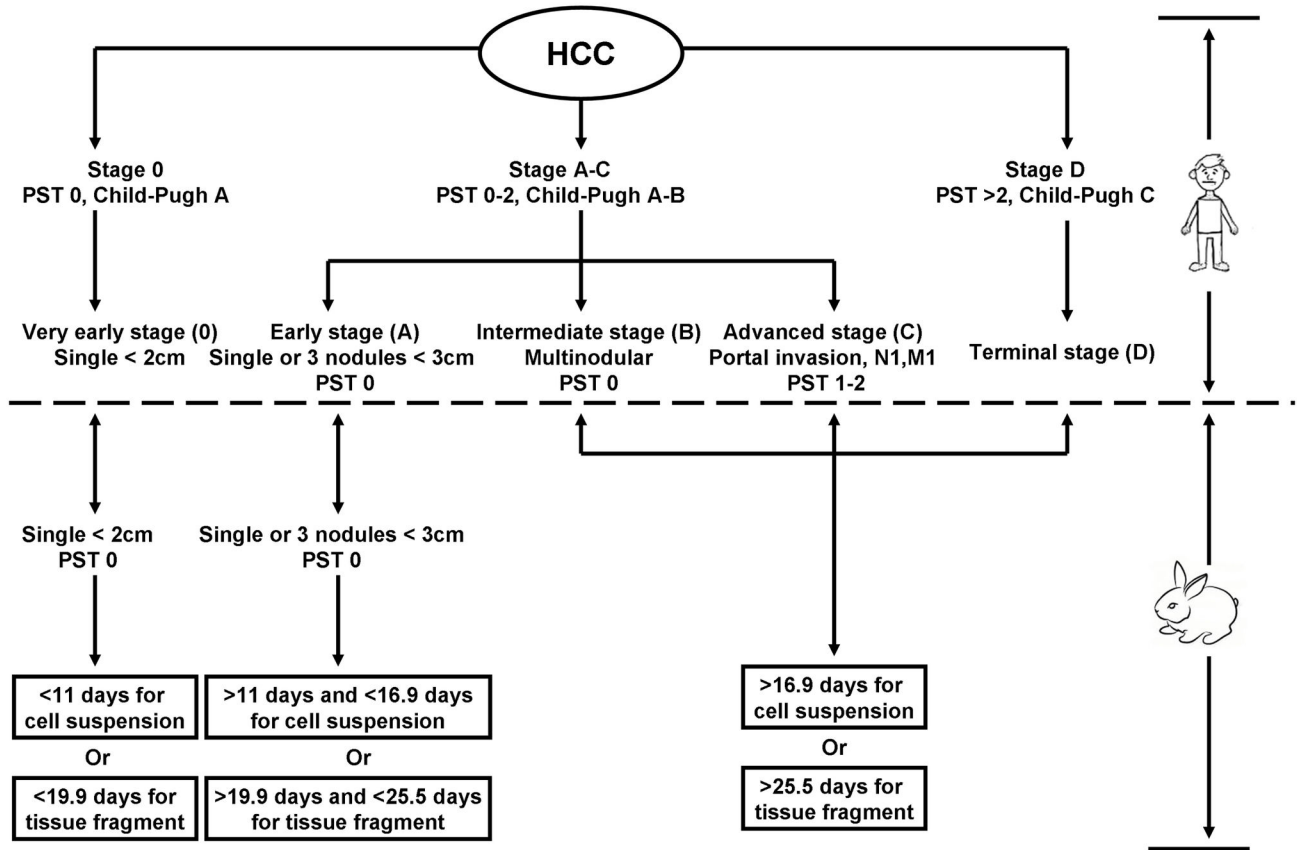 HCC
Stage 0
PST 0, Child-Pugh A
Stage A-C
PST 0-2, Child-Pugh A-B
Stage D
PST >2, Child-Pugh C
Very early stage (0)
Single < 2cm
Early stage (A)
Single or 3 nodules < 3cm
PST 0
Intermediate stage (B)
Multinodular
PST 0
Advanced stage (C)
Portal invasion, N1,M1
PST 1-2
Terminal stage (D)
Single < 2cm
PST 0
Single or 3 nodules < 3cm
PST 0
<11 days for
cell suspension
Or
<19.9 days for
tissue fragment
>11 days and <16.9 days
for cell suspension
Or
>19.9 days and <25.5 days
for tissue fragment
>16.9 days for
cell suspension
Or
>25.5 days for
tissue fragment